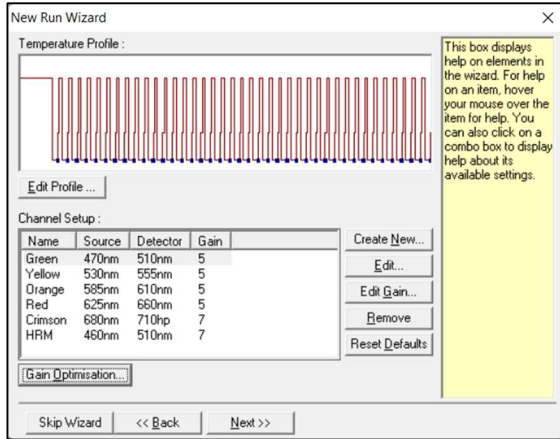 New Run Wizard
Temperature Profile :
Edit Profile ...
Channel Setup :
Name Source Detector Gain
Green 470nm 510nm 5
Yellow 530nm 555nm 5
Orange 585nm 610nm 5
Red 625nm 660nm 5
Crimson 680nm 710hp 7
HRM 460nm 510nm 7
Create New...
Edit...
Edit Gain...
Remove
Reset Defaults
Gain Optimisation...
This box displays
help on elements in
the wizard. For help
on an item, hover
your mouse over the
item for help. You
can also click on a
combo box to display
help about its
available settings.
Skip Wizard << Back Next >>